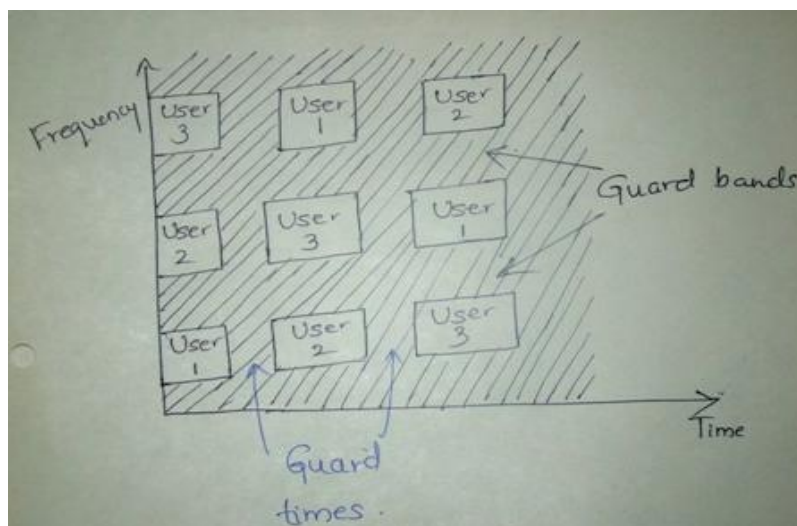 Frequency
User
3
User
1
User
2
Guard bands
User
2
User
3
User
1
User
1
User
2
User
3
Time
Guard
times.